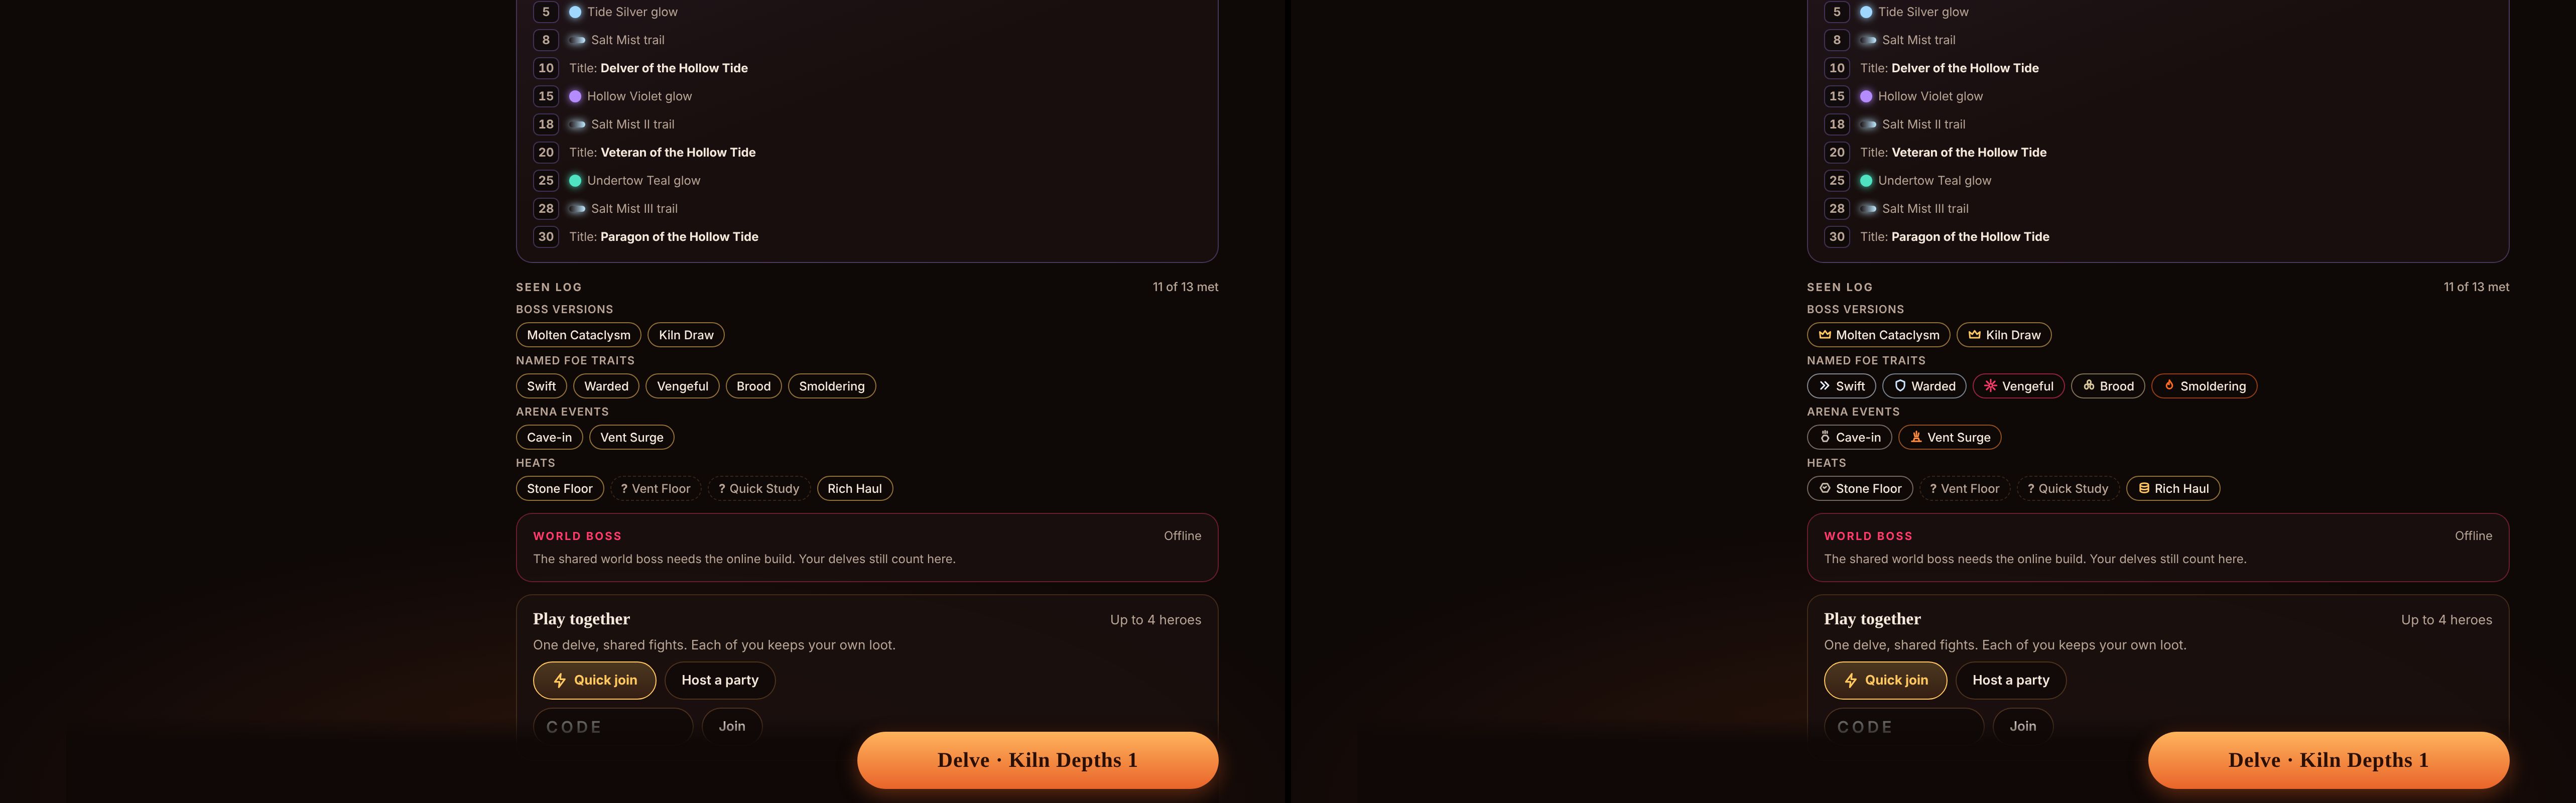 5 Tide Silver glow
8 Salt Mist trail
10 Title: Delver of the Hollow Tide
15 Hollow Violet glow
18 Salt Mist II trail
20 Title: Veteran of the Hollow Tide
25 Undertow Teal glow
28 Salt Mist III trail
30 Title: Paragon of the Hollow Tide
SEEN LOG 11 of 13 met
BOSS VERSIONS
Molten Cataclysm Kiln Draw
NAMED FOE TRAITS
Swift Warded Vengeful Brood Smoldering
ARENA EVENTS
Cave-in Vent Surge
HEATS
Stone Floor ? Vent Floor ? Quick Study Rich Haul
WORLD BOSS Offline
The shared world boss needs the online build. Your delves still count here.
Play together Up to 4 heroes
One delve, shared fights. Each of you keeps your own loot.
Quick join Host a party
CODE Join
Delve · Kiln Depths 1
5 Tide Silver glow
8 Salt Mist trail
10 Title: Delver of the Hollow Tide
15 Hollow Violet glow
18 Salt Mist II trail
20 Title: Veteran of the Hollow Tide
25 Undertow Teal glow
28 Salt Mist III trail
30 Title: Paragon of the Hollow Tide
SEEN LOG 11 of 13 met
BOSS VERSIONS
Molten Cataclysm Kiln Draw
NAMED FOE TRAITS
Swift Warded Vengeful Brood Smoldering
ARENA EVENTS
Cave-in Vent Surge
HEATS
Stone Floor ? Vent Floor ? Quick Study Rich Haul
WORLD BOSS Offline
The shared world boss needs the online build. Your delves still count here.
Play together Up to 4 heroes
One delve, shared fights. Each of you keeps your own loot.
Quick join Host a party
CODE Join
Delve · Kiln Depths 1